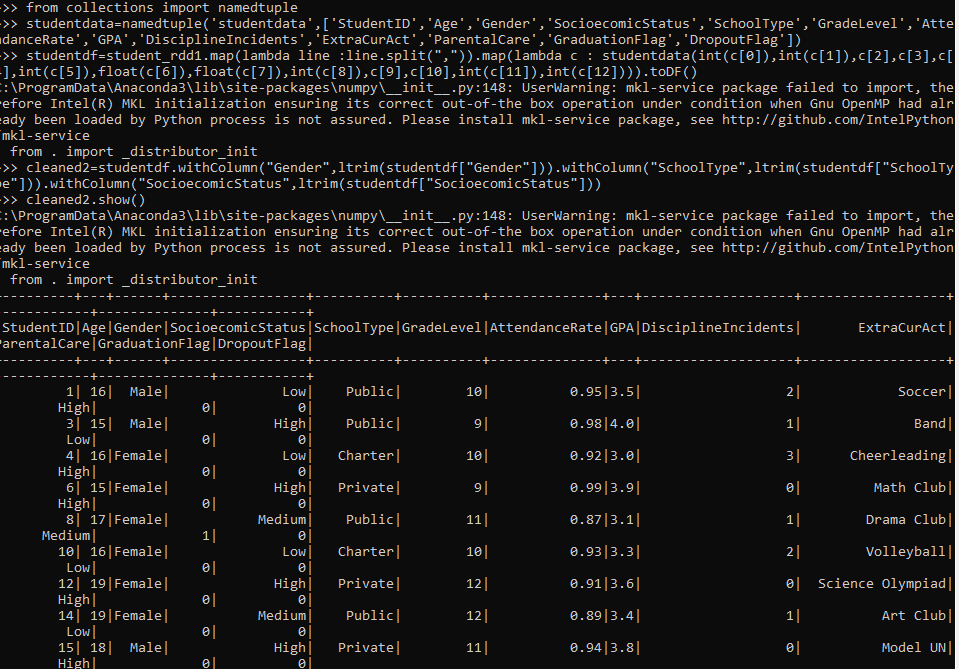 >> from collections import namedtuple
>> studentdata=namedtuple('studentdata',['StudentID','Age','Gender','SocioecomicStatus','SchoolType','GradeLevel','Atte
ndanceRate','GPA','DisciplineIncidents','ExtraCurAct','ParentalCare','GraduationFlag','DropoutFlag'])
>> studentdf=student_rdd1.map(lambda line :line.split(",")).map(lambda c : studentdata(int(c[0]),int(c[1]),c[2],c[3],c[
],int(c[5]),float(c[6]),float(c[7]),int(c[8]),c[9],c[10],int(c[11]),int(c[12]))).toDF()
:\ProgramData\Anaconda3\lib\site-packages\numpy\__init__.py:148: UserWarning: mkl-service package failed to import, the
refore Intel(R) MKL initialization ensuring its correct out-of-the box operation under condition when Gnu OpenMP had alr
eady been loaded by Python process is not assured. Please install mkl-service package, see http://github.com/IntelPython
/mkl-service
from . import _distributor_init
>> cleaned2=studentdf.withColumn("Gender",ltrim(studentdf["Gender"])).withColumn("SchoolType",ltrim(studentdf["SchoolTy
pe"])).withColumn("SocioecomicStatus",ltrim(studentdf["SocioecomicStatus"]))
>> cleaned2.show()
:\ProgramData\Anaconda3\lib\site-packages\numpy\__init__.py:148: UserWarning: mkl-service package failed to import, the
refore Intel(R) MKL initialization ensuring its correct out-of-the box operation under condition when Gnu OpenMP had alr
eady been loaded by Python process is not assured. Please install mkl-service package, see http://github.com/IntelPython
/mkl-service
from . import _distributor_init
---------+---+------+-----------------+----------+----------+--------------+---+-------------------+------------------+
------------+--------------+-----------+
StudentID|Age|Gender|SocioecomicStatus|SchoolType|GradeLevel|AttendanceRate|GPA|DisciplineIncidents|       ExtraCurAct|
ParentalCare|GraduationFlag|DropoutFlag|
---------+---+------+-----------------+----------+----------+--------------+---+-------------------+------------------+
------------+--------------+-----------+
        1| 16|  Male|              Low|    Public|        10|          0.95|3.5|                  2|            Soccer|
        High|             0|          0|
        3| 15|  Male|             High|    Public|         9|          0.98|4.0|                  1|              Band|
         Low|             0|          0|
        4| 16|Female|              Low|   Charter|        10|          0.92|3.0|                  3|      Cheerleading|
        High|             0|          0|
        6| 15|Female|             High|   Private|         9|          0.99|3.9|                  0|         Math Club|
        High|             0|          0|
        8| 17|Female|           Medium|    Public|        11|          0.87|3.1|                  1|        Drama Club|
      Medium|             1|          0|
       10| 16|Female|              Low|   Charter|        10|          0.93|3.3|                  2|        Volleyball|
         Low|             0|          0|
       12| 19|Female|             High|   Private|        12|          0.91|3.6|                  0|  Science Olympiad|
        High|             0|          0|
       14| 19|Female|           Medium|    Public|        12|          0.89|3.4|                  1|          Art Club|
         Low|             0|          0|
       15| 18|  Male|             High|   Private|        11|          0.94|3.8|                  0|          Model UN|
        High|             0|          0|